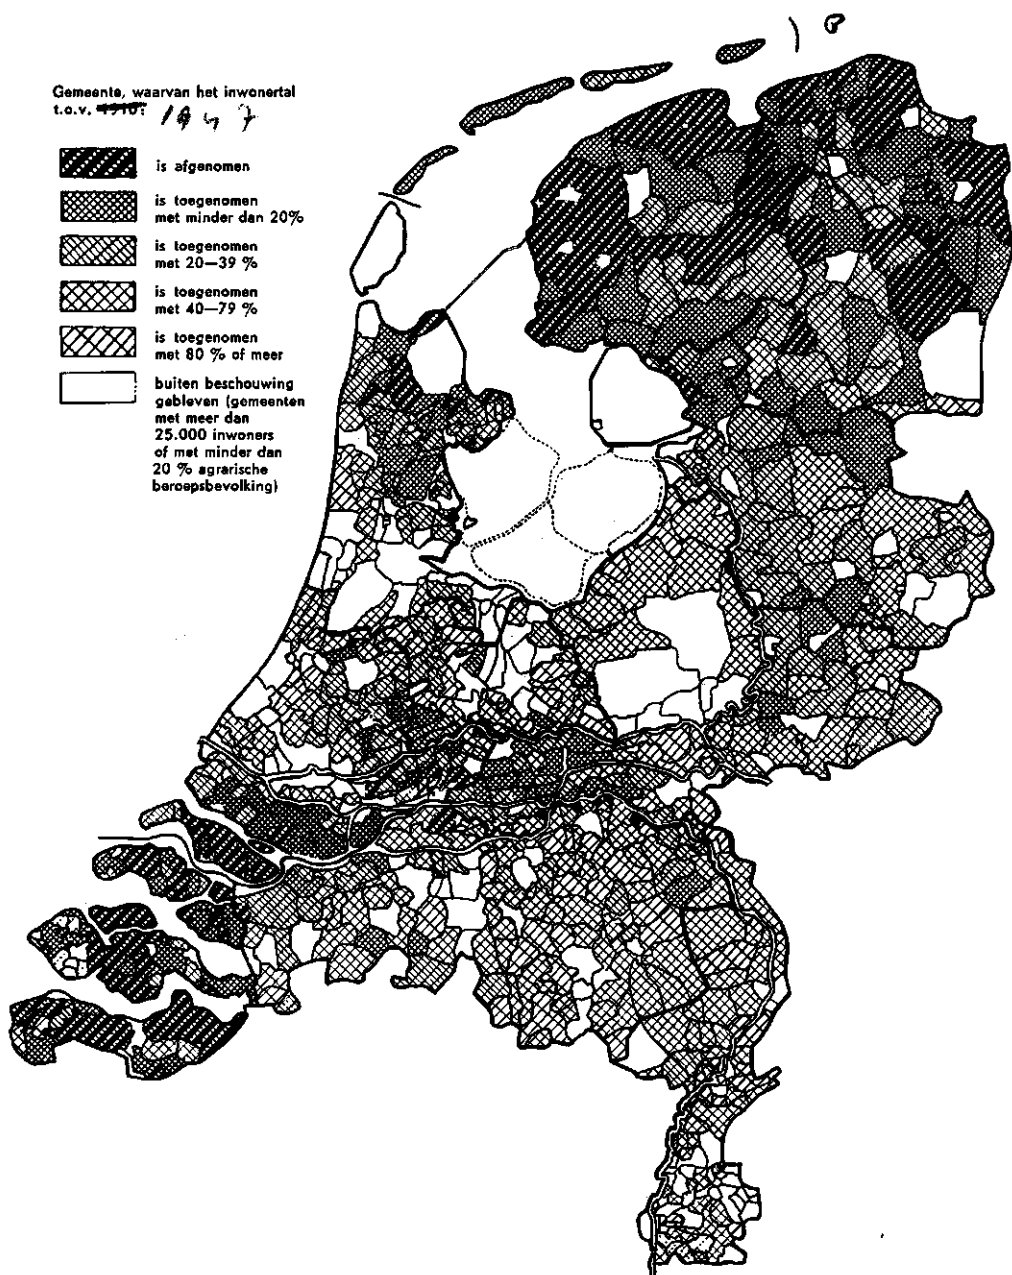 Gemeente, waarvan het inwonertal
t.o.v. 1910: 1947
is afgenomen
is toegenomen
met minder dan 20%
is toegenomen
met 20—39 %
is toegenomen
met 40—79 %
is toegenomen
met 80 % of meer
buiten beschouwing
gebleven (gemeenten
met meer dan
25.000 inwoners
of met minder dan
20 % agrarische
beroepsbevolking)